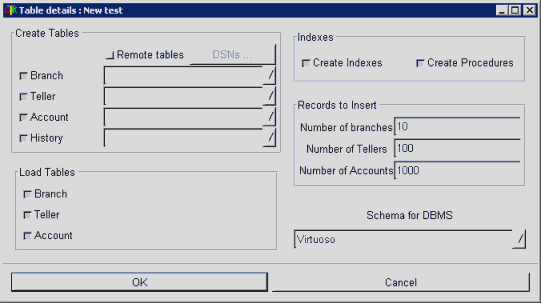 Table details : New test
Create Tables
Remote tables
DSNs ...
Branch
Teller
Account
History
Load Tables
Branch
Teller
Account
Indexes
Create Indexes
Create Procedures
Records to Insert
Number of branches 10
Number of Tellers 100
Number of Accounts 1000
Schema for DBMS
Virtuoso
OK
Cancel